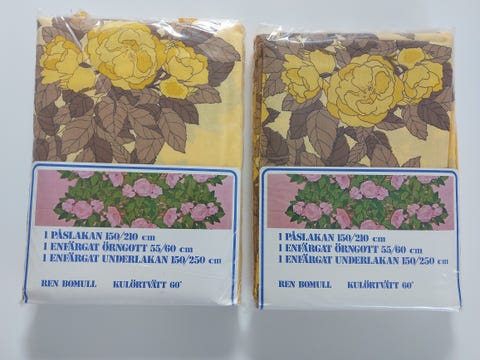 1 PÅSLAKAN 150/210 cm
1 ENFÄRGAT ÖRNGOTT 55/60 cm
1 ENFÄRGAT UNDERLAKAN 150/250 cm
REN BOMULL KULÖRTVÄTT 60°
1 PÅSLAKAN 150/210 cm
1 ENFÄRGAT ÖRNGOTT 55/60 cm
1 ENFÄRGAT UNDERLAKAN 150/250 cm
REN BOMULL KULÖRTVÄTT 60°